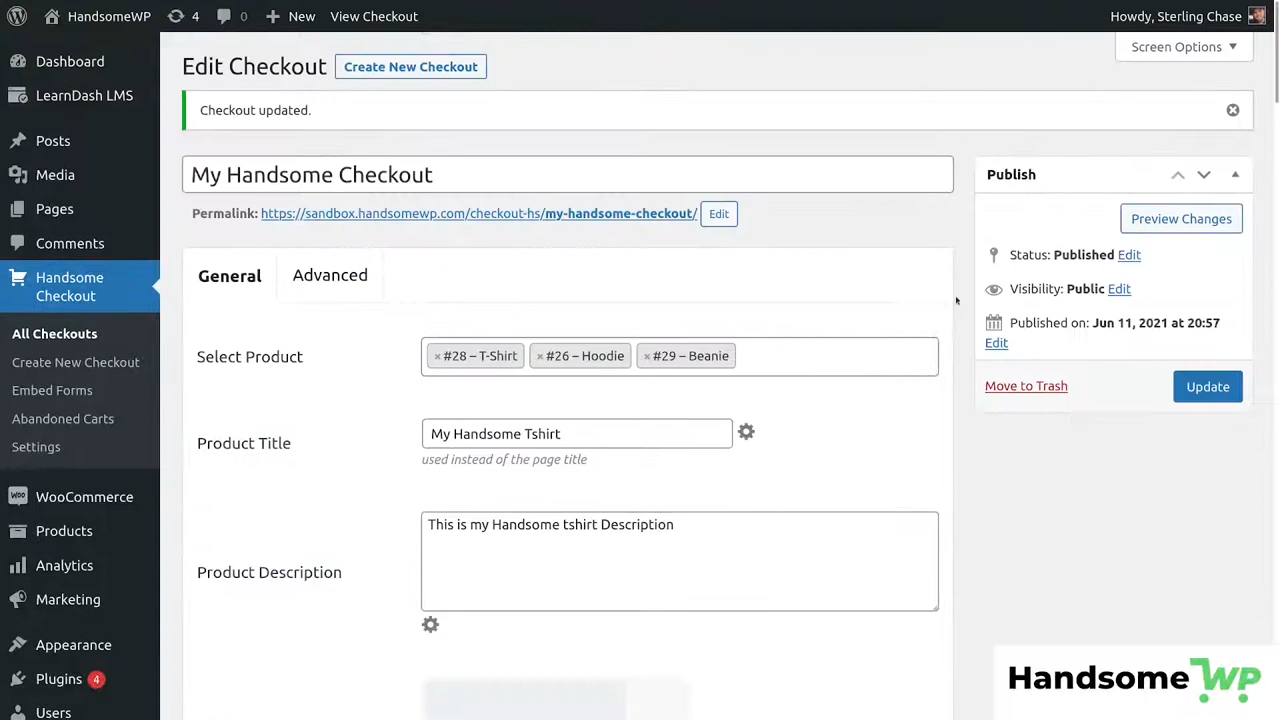 HandsomeWP 4 0 New View Checkout Howdy, Sterling Chase
Screen Options
Dashboard
LearnDash LMS
Posts
Media
Pages
Comments
Handsome
Checkout
All Checkouts
Create New Checkout
Embed Forms
Abandoned Carts
Settings
WooCommerce
Products
Analytics
Marketing
Appearance
Plugins 4
Users
Edit Checkout Create New Checkout
Checkout updated.
My Handsome Checkout
Permalink: https://sandbox.handsomewp.com/checkout-hs/my-handsome-checkout/ Edit
General Advanced
Select Product × #28 – T-Shirt × #26 – Hoodie × #29 – Beanie
Product Title My Handsome Tshirt
used instead of the page title
Product Description This is my Handsome tshirt Description
Publish
Preview Changes
Status: Published Edit
Visibility: Public Edit
Published on: Jun 11, 2021 at 20:57
Edit
Move to Trash Update
HandsomeWP